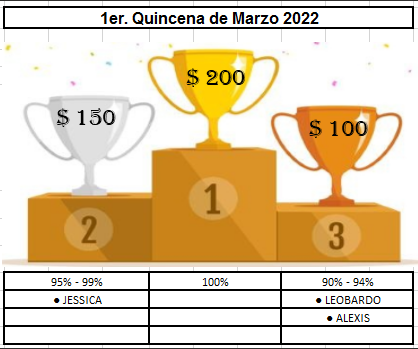 1er. Quincena de Marzo 2022
$ 200
$ 150
$ 100
1
2
3
95% - 99% 100% 90% - 94%
● JESSICA ● LEOBARDO
● ALEXIS